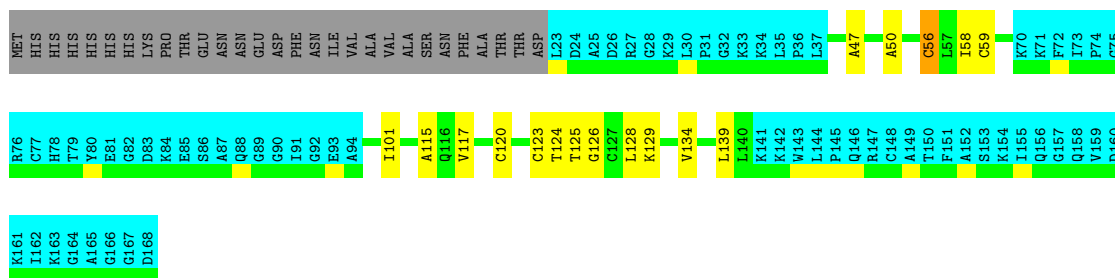 MET HIS HIS HIS HIS HIS HIS LYS PRO THR GLU ASN ASN GLU ASP PHE ASN ILE VAL ALA VAL ALA SER ASN PHE ALA THR THR ASP L23 D24 A25 D26 R27 G28 K29 L30 P31 G32 K33 K34 L35 P36 L37 A47 A50 C56 L57 I58 C59 K70 K71 F72 I73 P74 G75
R76 C77 H78 T79 Y80 E81 G82 D83 K84 E85 S86 A87 Q88 G89 G90 I91 G92 E93 A94 I101 A115 Q116 V117 C120 C123 T124 T125 G126 C127 L128 K129 V134 L139 L140 K141 K142 W143 L144 P145 Q146 R147 C148 A149 T150 F151 A152 S153 K154 I155 Q156 G157 Q158 V159 D160
K161 I162 K163 G164 A165 G166 G167 D168